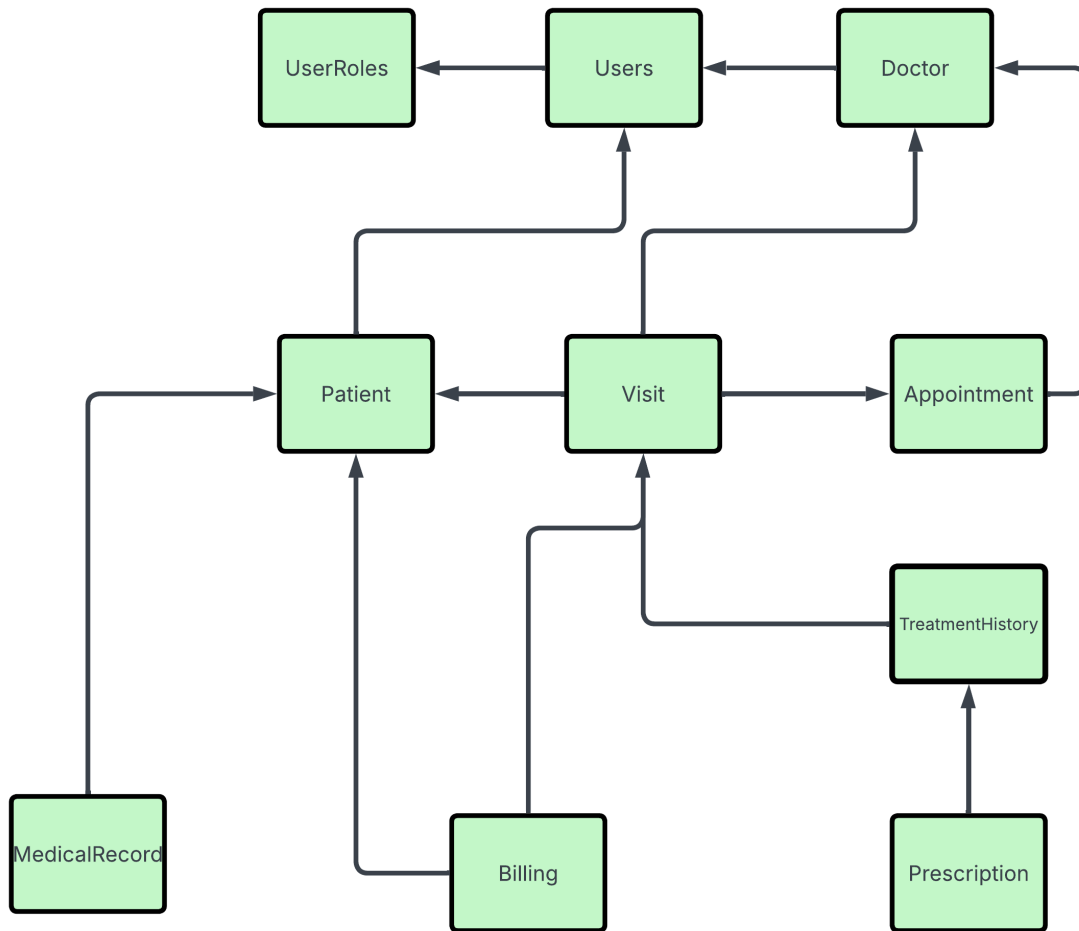 UserRoles
Users
Doctor
Patient
Visit
Appointment
TreatmentHistory
MedicalRecord
Billing
Prescription